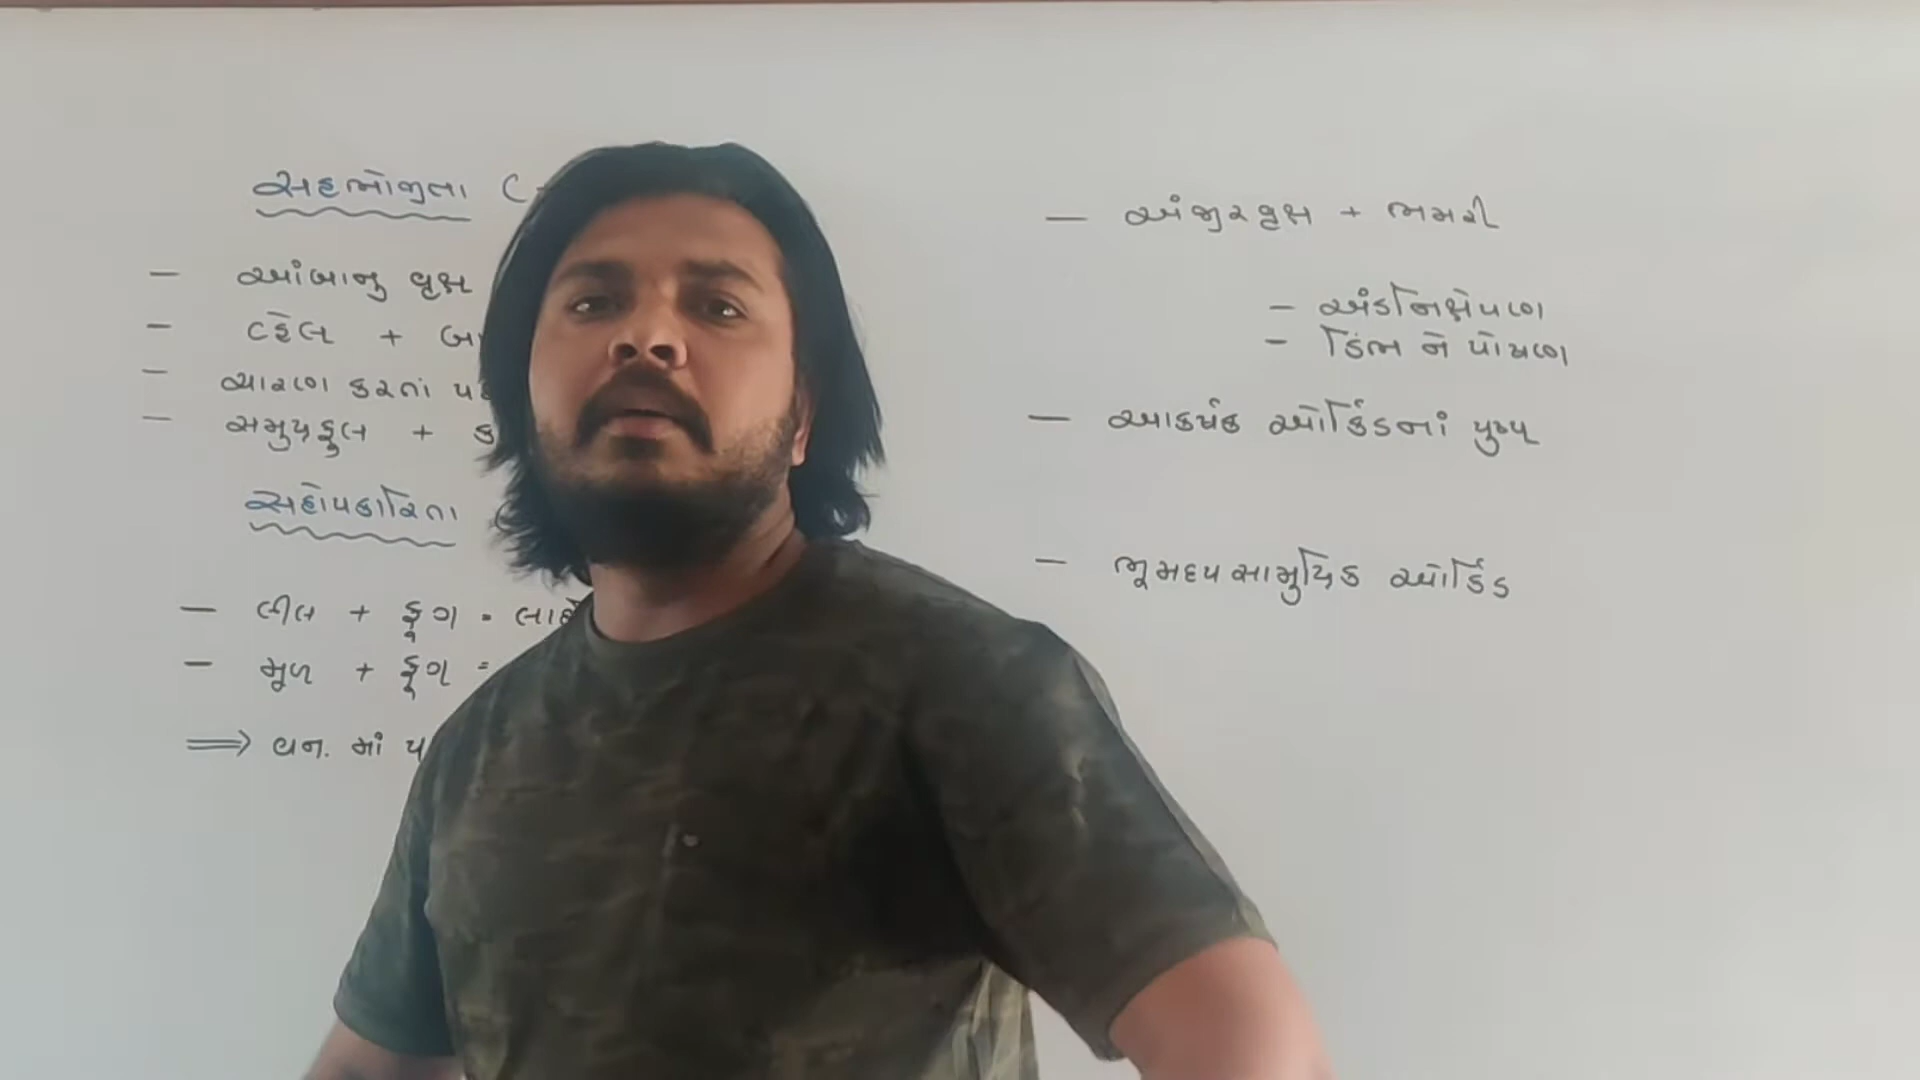 સહભોજીતા (
– આંબાનુ વૃક્ષ
– વ્હેલ + બા
– ચારણ કરતાં પ
– સમુદ્રફુલ + ક
સહોપકારિતા
– લીલ + ફૂગ = લાઇ
– મૂળ + ફૂગ =
⇒ વન. માં પ
– અંજીરવૃક્ષ + ભમરી
– અંડનિક્ષેપણ
– ડિંભ ને પોષણ
– આકર્ષક ઓર્કિડનાં પુષ્પ
– ભૂમધ્યસામુદ્રિક ઓર્કિડ